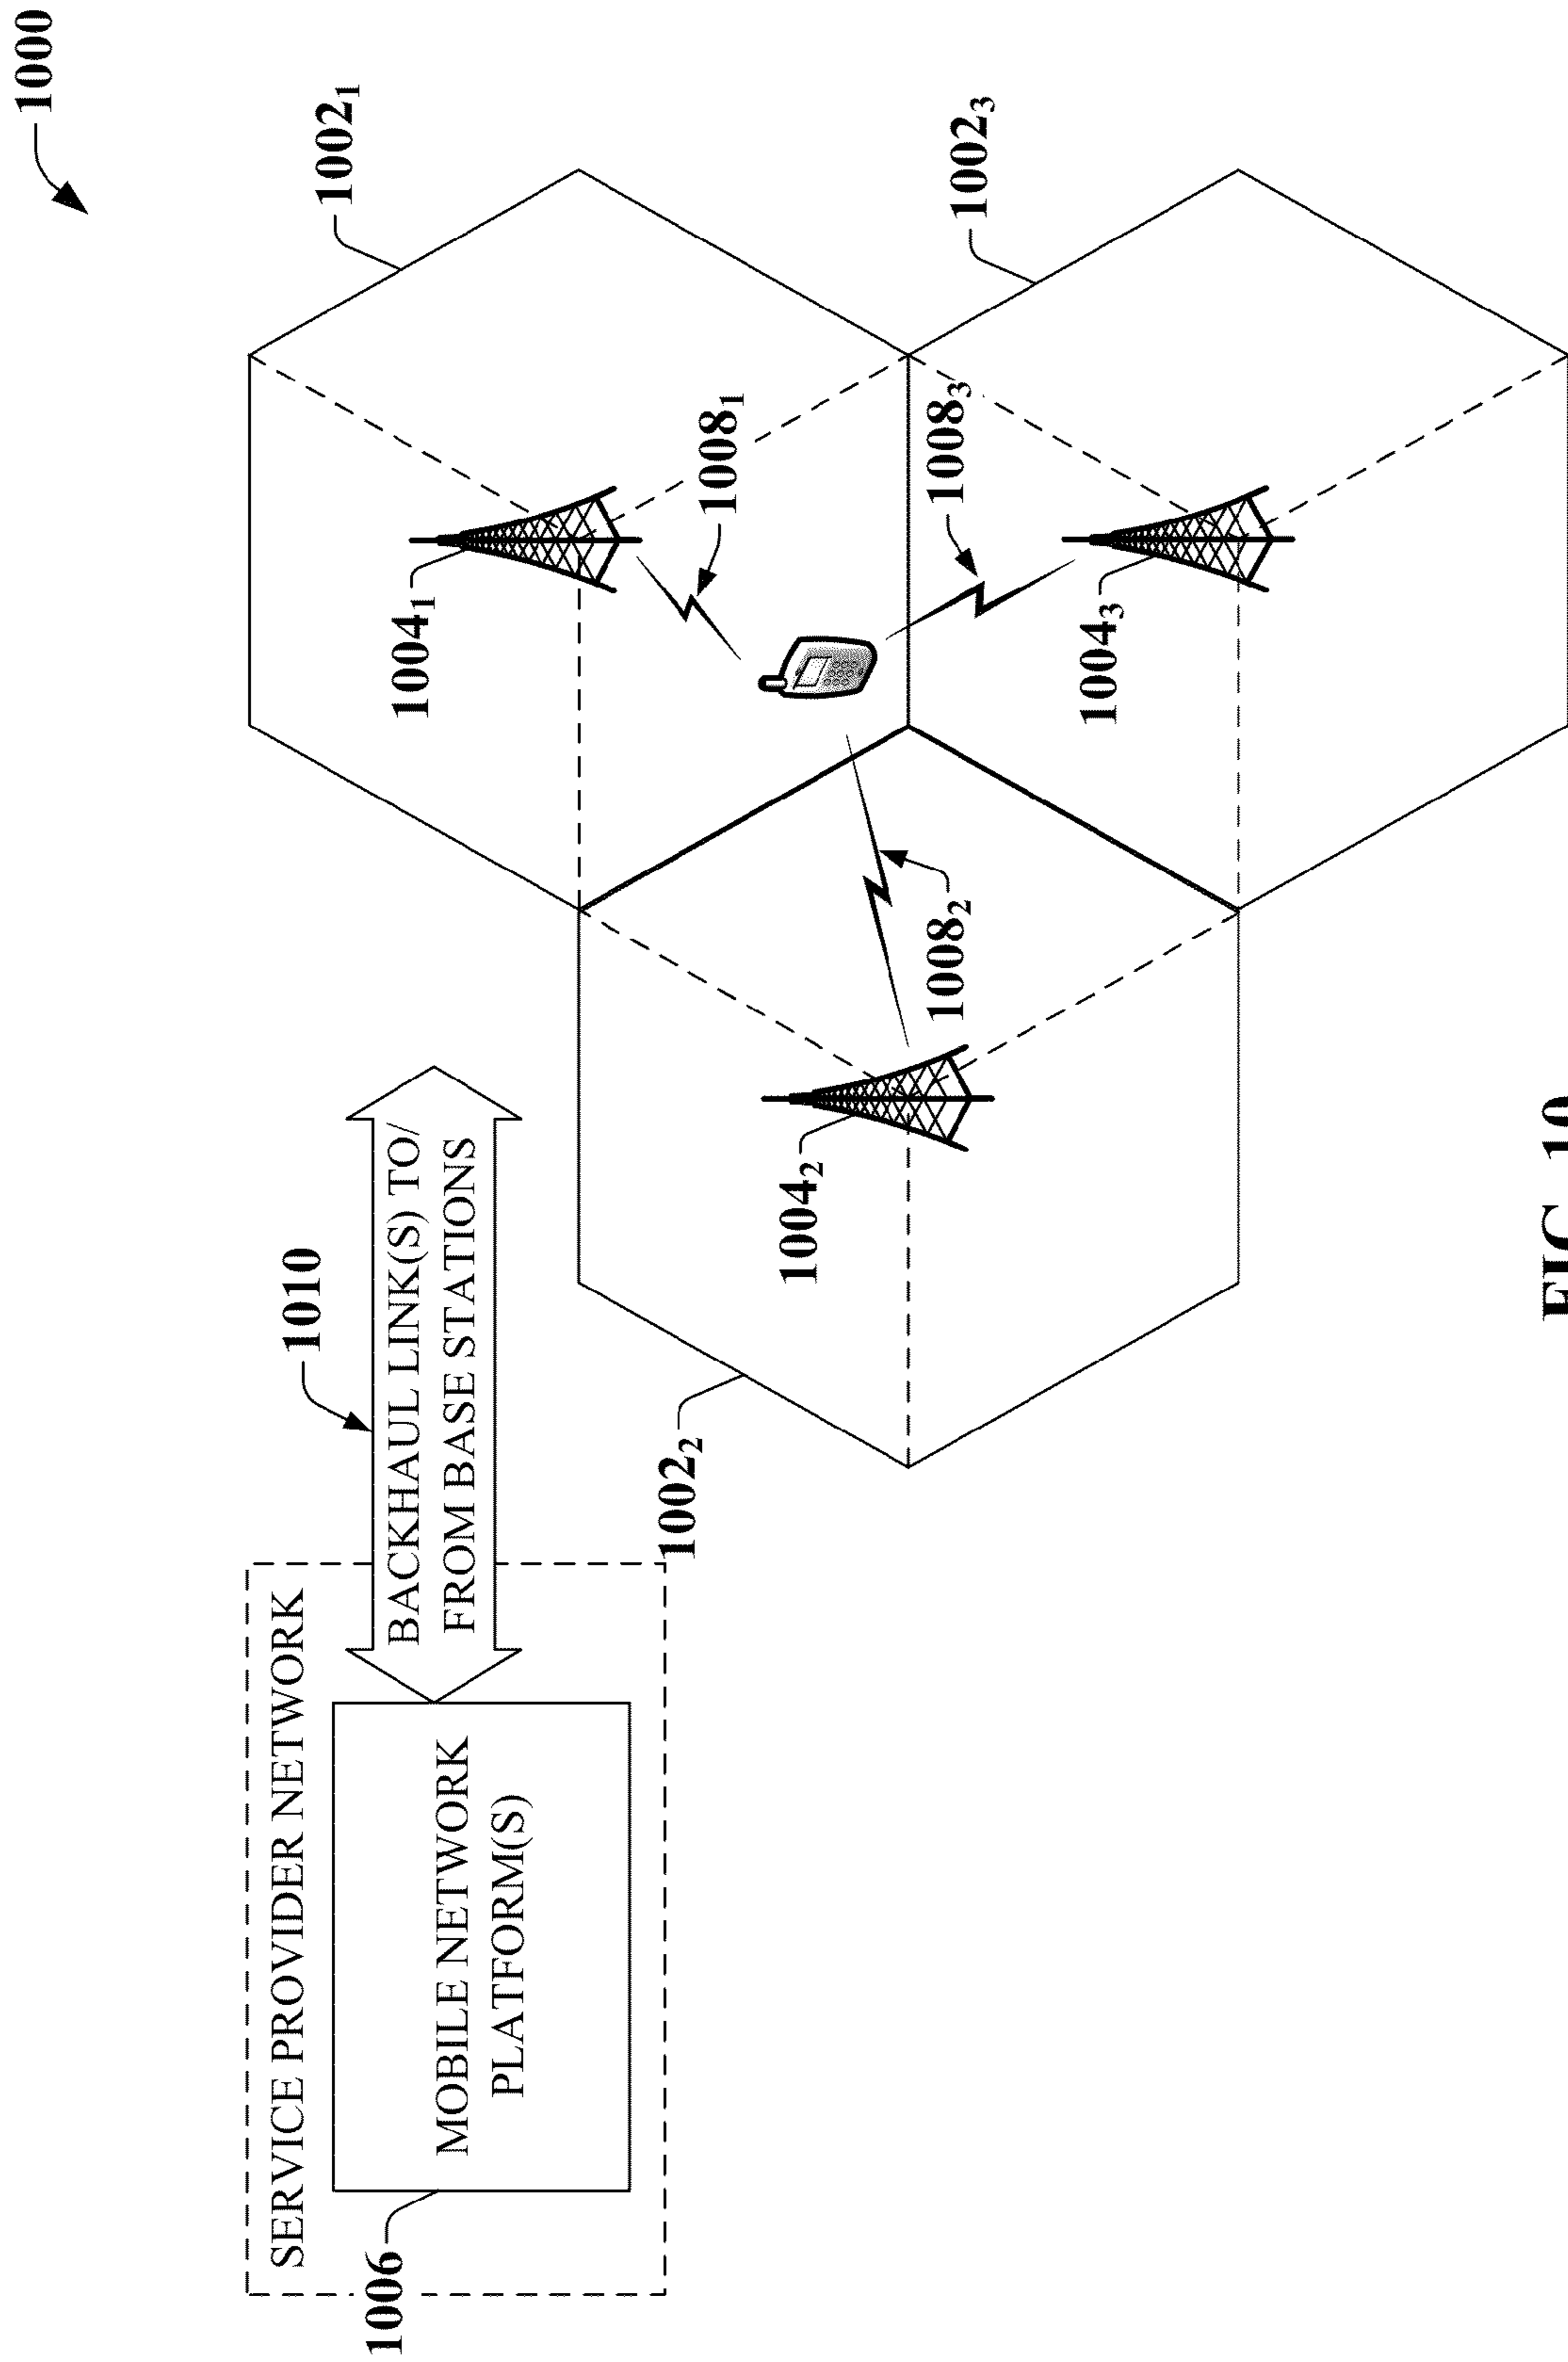 1000
SERVICE PROVIDER NETWORK
1006
MOBILE NETWORK
PLATFORM(S)
1010
BACKHAUL LINK(S) TO/
FROM BASE STATIONS
1002₁
1004₁
1008₁
1002₂
1004₂
1008₂
1002₃
1008₃
1004₃
FIG. 10